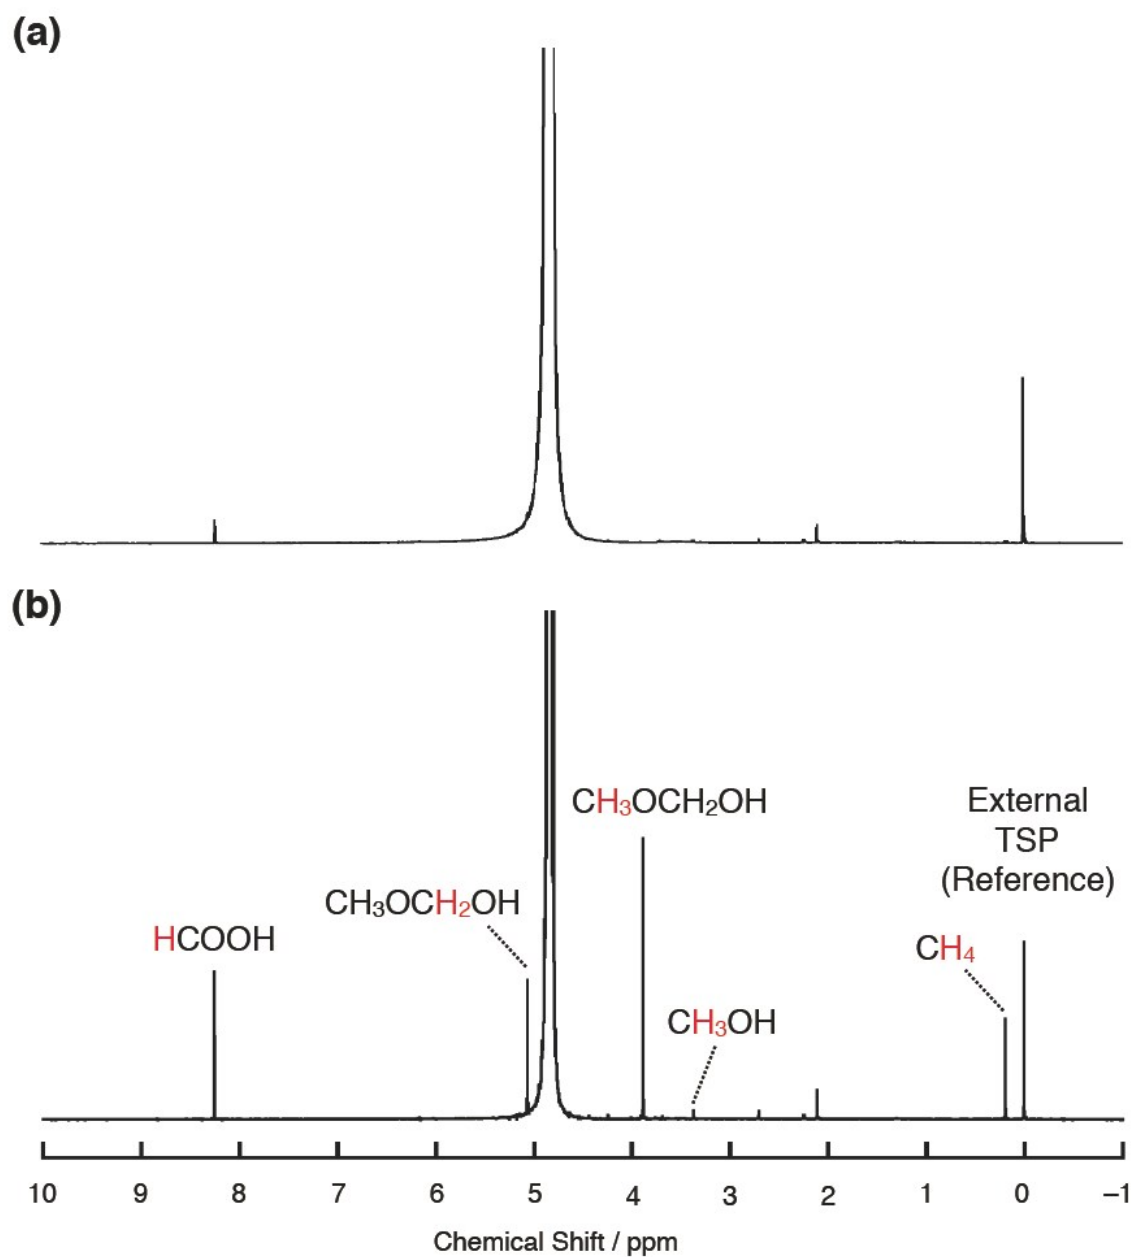 (a)
(b)
CH₃OCH₂OH
External
TSP
(Reference)
CH₃OCH₂OH
HCOOH
CH₄
CH₃OH
10 9 8 7 6 5 4 3 2 1 0 –1
Chemical Shift / ppm